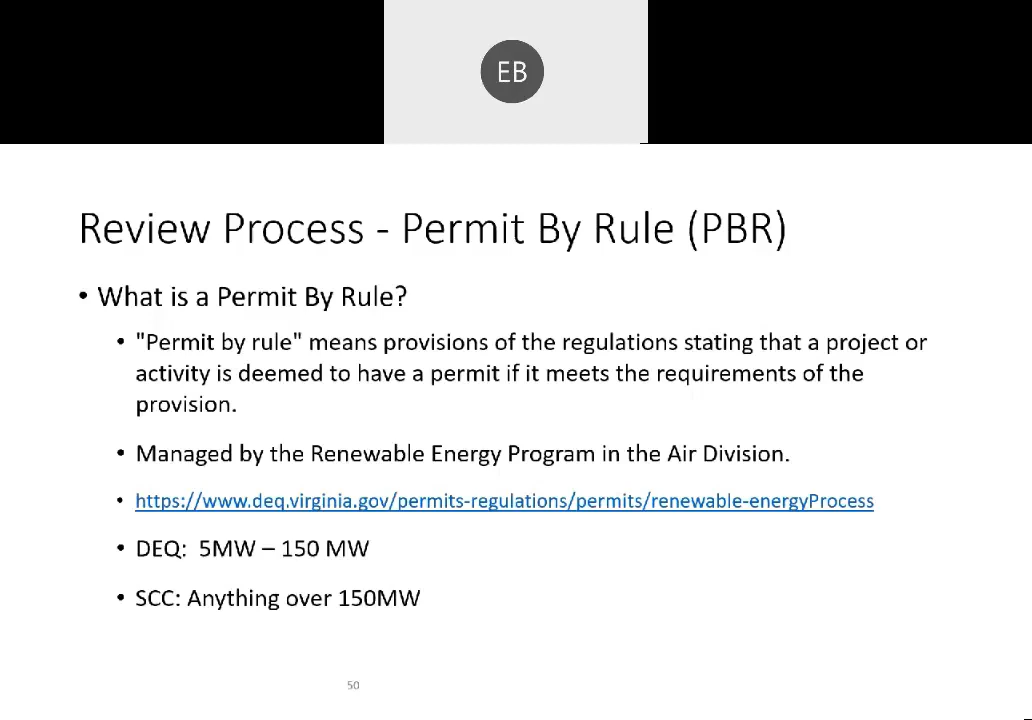 EB
Review Process - Permit By Rule (PBR)
• What is a Permit By Rule?
• "Permit by rule" means provisions of the regulations stating that a project or
activity is deemed to have a permit if it meets the requirements of the
provision.
• Managed by the Renewable Energy Program in the Air Division.
• https://www.deq.virginia.gov/permits-regulations/permits/renewable-energyProcess
• DEQ: 5MW – 150 MW
• SCC: Anything over 150MW
50